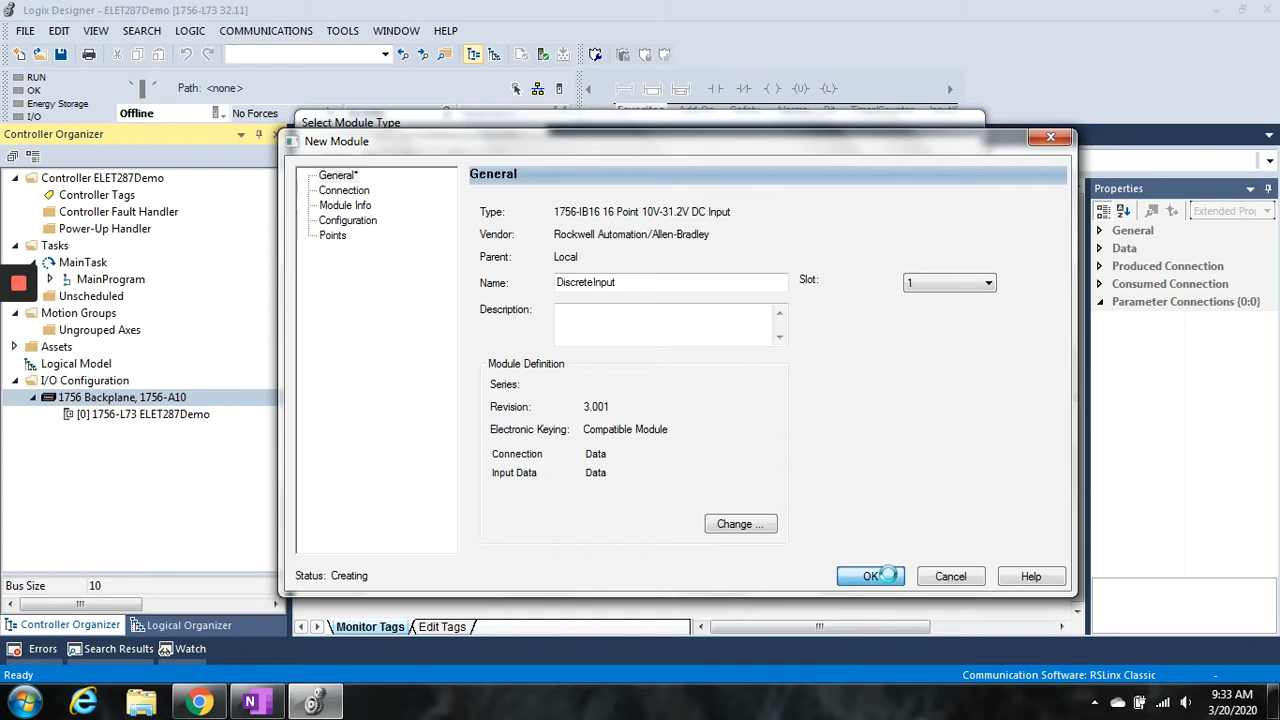 Logix Designer - ELET287Demo [1756-L73 32.11]
FILE EDIT VIEW SEARCH LOGIC COMMUNICATIONS TOOLS WINDOW HELP
RUN
OK
Energy Storage
I/O
Path: <none>
Offline
No Forces
Select Module Type
Controller Organizer
New Module
Controller ELET287Demo
Controller Tags
Controller Fault Handler
Power-Up Handler
Tasks
MainTask
MainProgram
Unscheduled
Motion Groups
Ungrouped Axes
Assets
Logical Model
I/O Configuration
1756 Backplane, 1756-A10
[0] 1756-L73 ELET287Demo
Bus Size 10
Controller Organizer Logical Organizer
General*
Connection
Module Info
Configuration
Points
General
Type: 1756-IB16 16 Point 10V-31.2V DC Input
Vendor: Rockwell Automation/Allen-Bradley
Parent: Local
Name: DiscreteInput Slot: 1
Description:
Module Definition
Series:
Revision: 3.001
Electronic Keying: Compatible Module
Connection Data
Input Data Data
Change ...
Status: Creating
OK Cancel Help
Monitor Tags Edit Tags
Properties
Extended Prop
General
Data
Produced Connection
Consumed Connection
Parameter Connections {0:0}
Errors Search Results Watch
Ready
Communication Software: RSLinx Classic
9:33 AM
3/20/2020